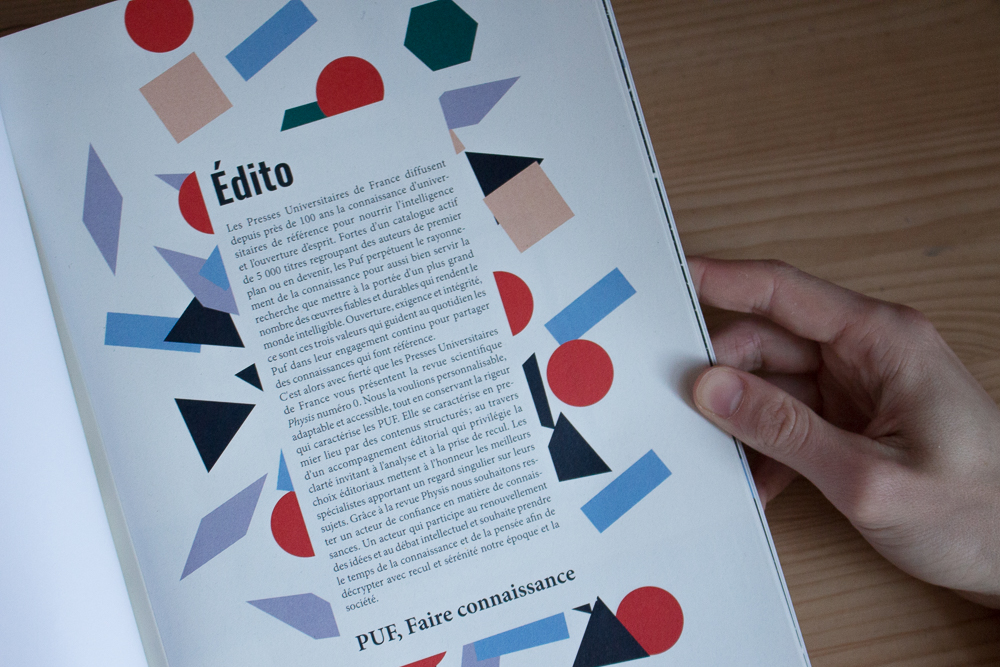 Édito
Les Presses Universitaires de France diffusent
depuis près de 100 ans la connaissance d'univer-
sitaires de référence pour nourrir l'intelligence
et l'ouverture d'esprit. Fortes d'un catalogue actif
de 5 000 titres regroupant des auteurs de premier
plan ou en devenir, les Puf perpétuent le rayonne-
ment de la connaissance pour aussi bien servir la
recherche que mettre à la portée d'un plus grand
nombre des œuvres fiables et durables qui rendent le
monde intelligible. Ouverture, exigence et intégrité,
ce sont ces trois valeurs qui guident au quotidien les
Puf dans leur engagement continu pour partager
des connaissances qui font référence.
C'est alors avec fierté que les Presses Universitaires
de France vous présentent la revue scientifique
Physis numéro 0. Nous la voulions personnalisable,
adaptable et accessible, tout en conservant la rigueur
qui caractérise les PUF. Elle se caractérise en pre-
mier lieu par des contenus structurés ; au travers
d'un accompagnement éditorial qui privilégie la
clarté invitant à l'analyse et à la prise de recul. Les
choix éditoriaux mettent à l'honneur les meilleurs
spécialistes apportant un regard singulier sur leurs
sujets. Grâce à la revue Physis nous souhaitons res-
ter un acteur de confiance en matière de connais-
sances. Un acteur qui participe au renouvellement
des idées et au débat intellectuel et souhaite prendre
le temps de la connaissance et de la pensée afin de
décrypter avec recul et sérénité notre époque et la
société.
PUF, Faire connaissance